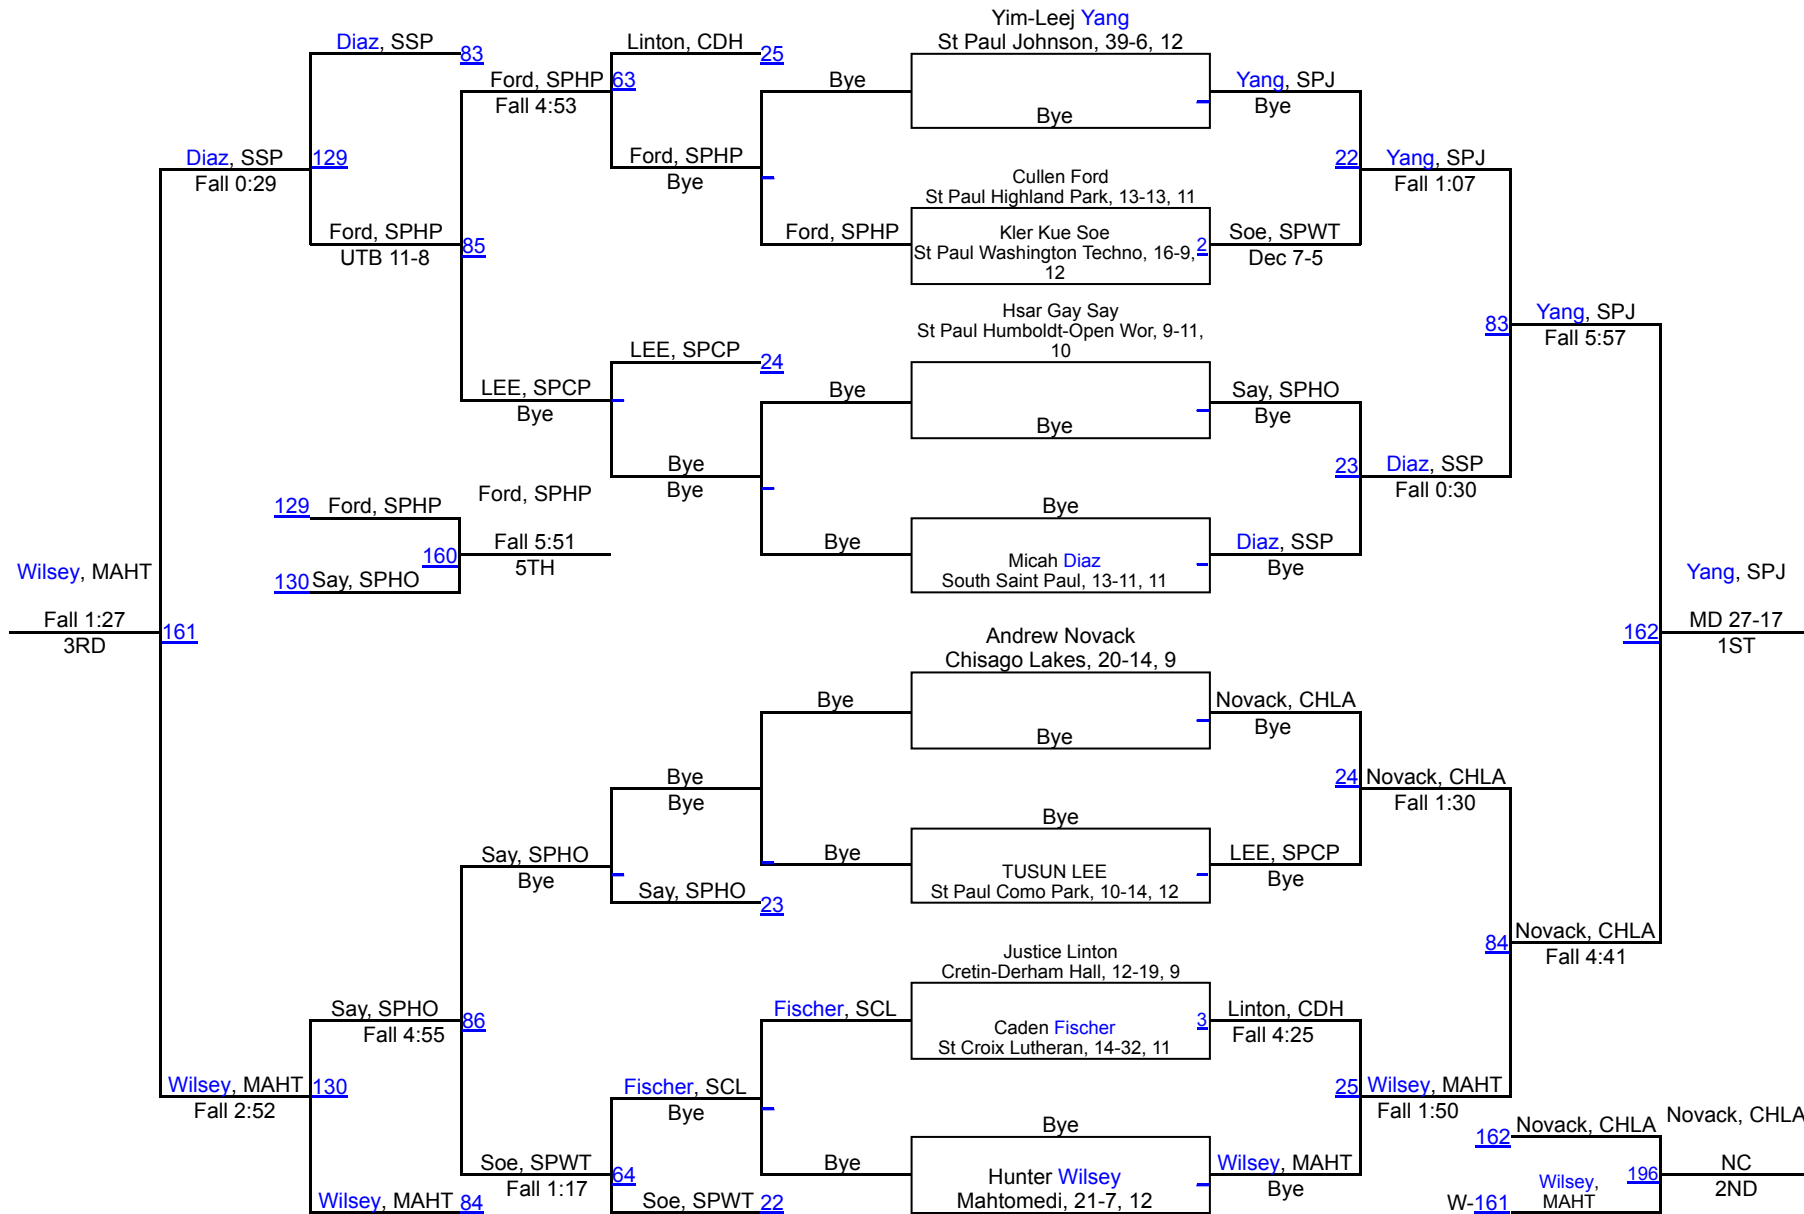 Yim-Leej Yang
St Paul Johnson, 39-6, 12
Diaz, SSP
83
Linton, CDH
25
Ford, SPHP
63
Fall 4:53
Bye
Bye
Yang, SPJ
Bye
Diaz, SSP
129
Fall 0:29
Ford, SPHP
Bye
22
Yang, SPJ
Fall 1:07
Cullen Ford
St Paul Highland Park, 13-13, 11
Ford, SPHP
UTB 11-8
85
Ford, SPHP
Kler Kue Soe
St Paul Washington Techno, 16-9,
12
2
Soe, SPWT
Dec 7-5
Hsar Gay Say
St Paul Humboldt-Open Wor, 9-11,
10
83
Yang, SPJ
Fall 5:57
LEE, SPCP
24
LEE, SPCP
Bye
Bye
Bye
Say, SPHO
Bye
Bye
Bye
23
Diaz, SSP
Fall 0:30
129
Ford, SPHP
Ford, SPHP
160
Fall 5:51
5TH
130
Say, SPHO
Bye
Bye
Micah Diaz
South Saint Paul, 13-11, 11
Diaz, SSP
Bye
Wilsey, MAHT
Fall 1:27
3RD
161
Yang, SPJ
162
MD 27-17
1ST
Andrew Novack
Chisago Lakes, 20-14, 9
Bye
Bye
Novack, CHLA
Bye
Bye
Bye
24
Novack, CHLA
Fall 1:30
Say, SPHO
Bye
Bye
Bye
TUSUN LEE
St Paul Como Park, 10-14, 12
LEE, SPCP
Bye
Say, SPHO
23
84
Novack, CHLA
Fall 4:41
Justice Linton
Cretin-Derham Hall, 12-19, 9
Say, SPHO
Fall 4:55
86
Fischer, SCL
Caden Fischer
St Croix Lutheran, 14-32, 11
3
Linton, CDH
Fall 4:25
Wilsey, MAHT
130
Fall 2:52
Fischer, SCL
Bye
25
Wilsey, MAHT
Fall 1:50
Bye
Soe, SPWT
64
Fall 1:17
Bye
Hunter Wilsey
Mahtomedi, 21-7, 12
Wilsey, MAHT
Bye
Wilsey, MAHT
84
Soe, SPWT
22
162
Novack, CHLA
Novack, CHLA
196
NC
2ND
W-161
Wilsey,
MAHT